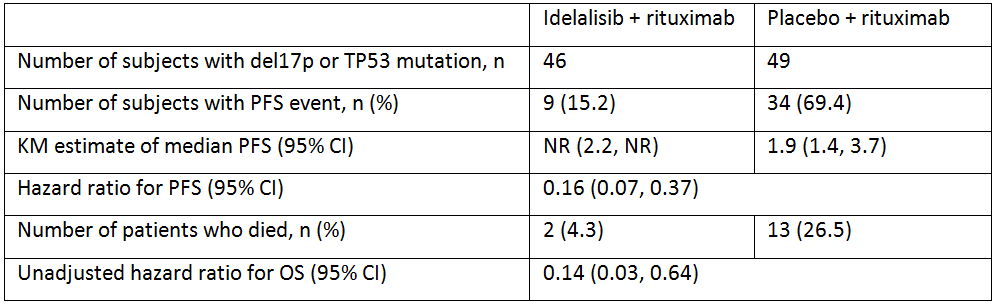 Idelalisib + rituximab Placebo + rituximab
Number of subjects with del17p or TP53 mutation, n 46 49
Number of subjects with PFS event, n (%) 9 (15.2) 34 (69.4)
KM estimate of median PFS (95% CI) NR (2.2, NR) 1.9 (1.4, 3.7)
Hazard ratio for PFS (95% CI) 0.16 (0.07, 0.37)
Number of patients who died, n (%) 2 (4.3) 13 (26.5)
Unadjusted hazard ratio for OS (95% CI) 0.14 (0.03, 0.64)